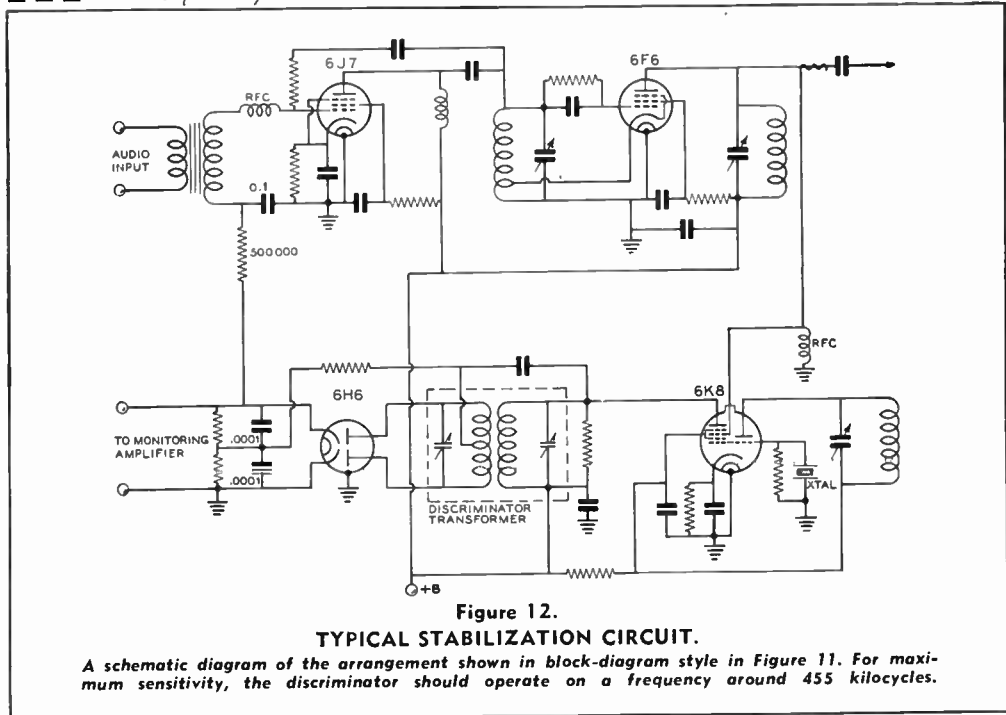 6J7
6F6
RFC
AUDIO
INPUT
0.1
500000
RFC
6H6
6K8
TO MONITORING
AMPLIFIER
.0001
.0001
XTAL
DISCRIMINATOR
TRANSFORMER
+B
Figure 12.
TYPICAL STABILIZATION CIRCUIT.
A schematic diagram of the arrangement shown in block-diagram style in Figure 11. For maxi-
mum sensitivity, the discriminator should operate on a frequency around 455 kilocycles.